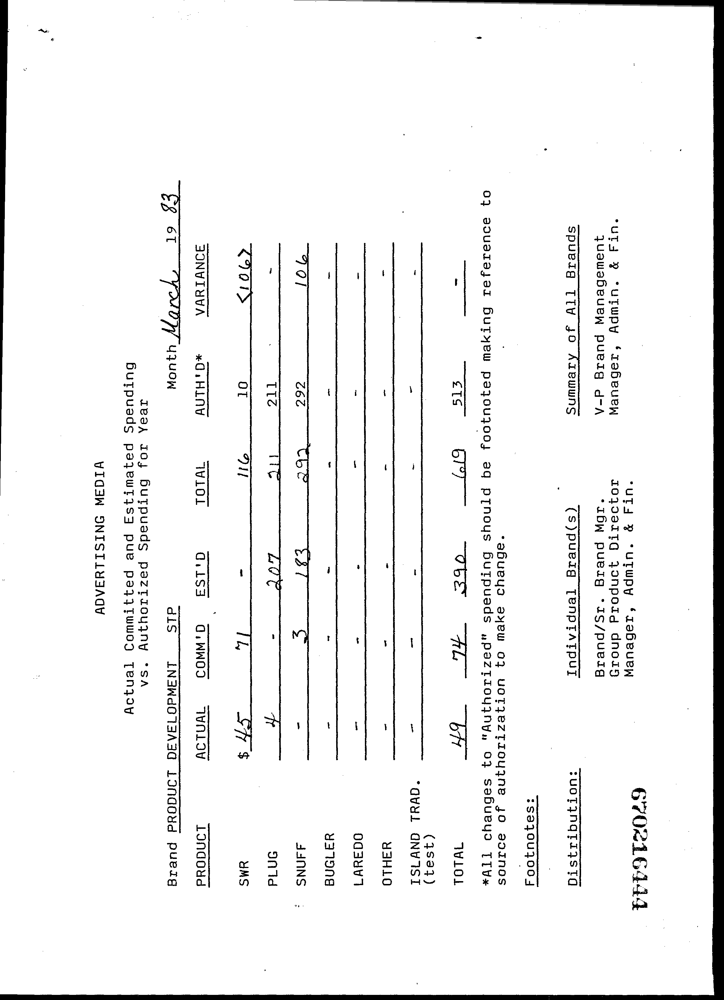 ADVERTISING MEDIA
Actual Committed and Estimated Spending
vs. Authorized Spending for Year
Brand PRODUCT DEVELOPMENT STP Month March 19 83
PRODUCT ACTUAL COMM'D EST'D TOTAL AUTH'D* VARIANCE
SWR $ 45 71 - 116 10 <106>
PLUG 4 - 207 211 211 -
SNUFF - 3 183 292 292 106
BUGLER - - - - - -
LAREDO - - - - - -
OTHER - - - - - -
ISLAND TRAD. - - - - - -
(test)
TOTAL 49 74 390 619 513 -
*All changes to "Authorized" spending should be footnoted making reference to
source of authorization to make change.
Footnotes:
Distribution: Individual Brand(s) Summary of All Brands
Brand/Sr. Brand Mgr. V-P Brand Management
Group Product Director Manager, Admin. & Fin.
Manager, Admin. & Fin.
670216444